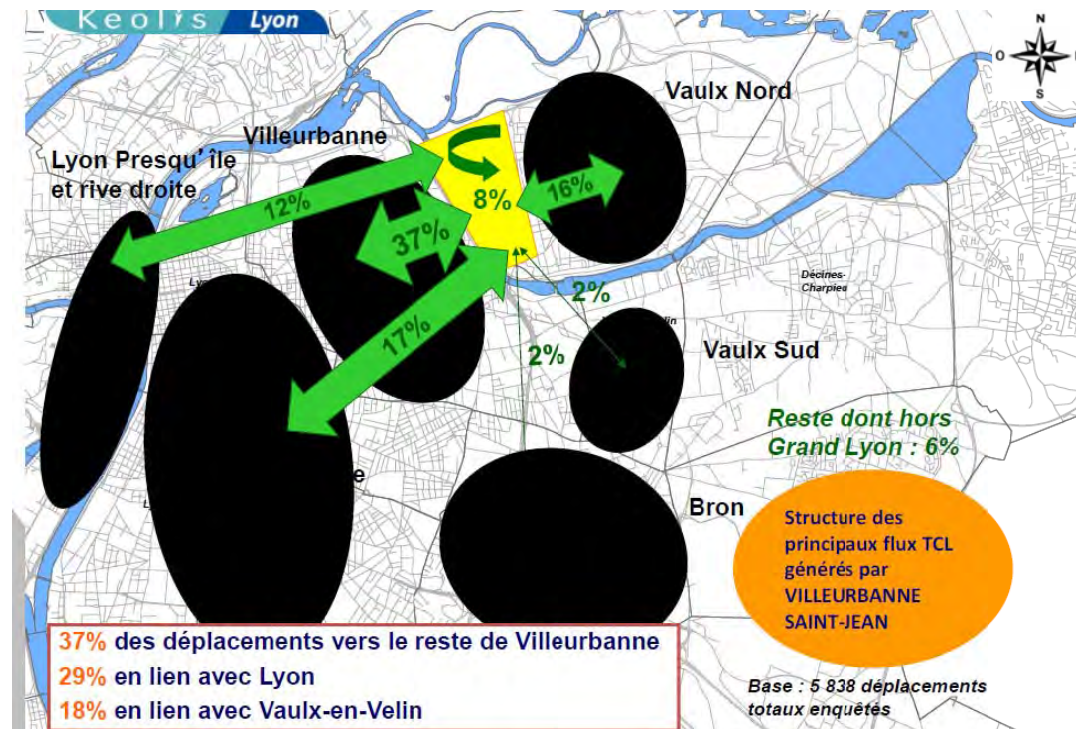 Keolis Lyon
N
O
S
Vaulx Nord
Villeurbanne
Lyon Presqu'île
et rive droite
12%
8%
16%
37%
Décines-
Charpieu
2%
17%
2%
Vaulx Sud
Reste dont hors
Grand Lyon : 6%
Bron
Structure des
principaux flux TCL
générés par
VILLEURBANNE
SAINT-JEAN
37% des déplacements vers le reste de Villeurbanne
29% en lien avec Lyon
18% en lien avec Vaulx-en-Velin
Base : 5 838 déplacements
totaux enquêtés